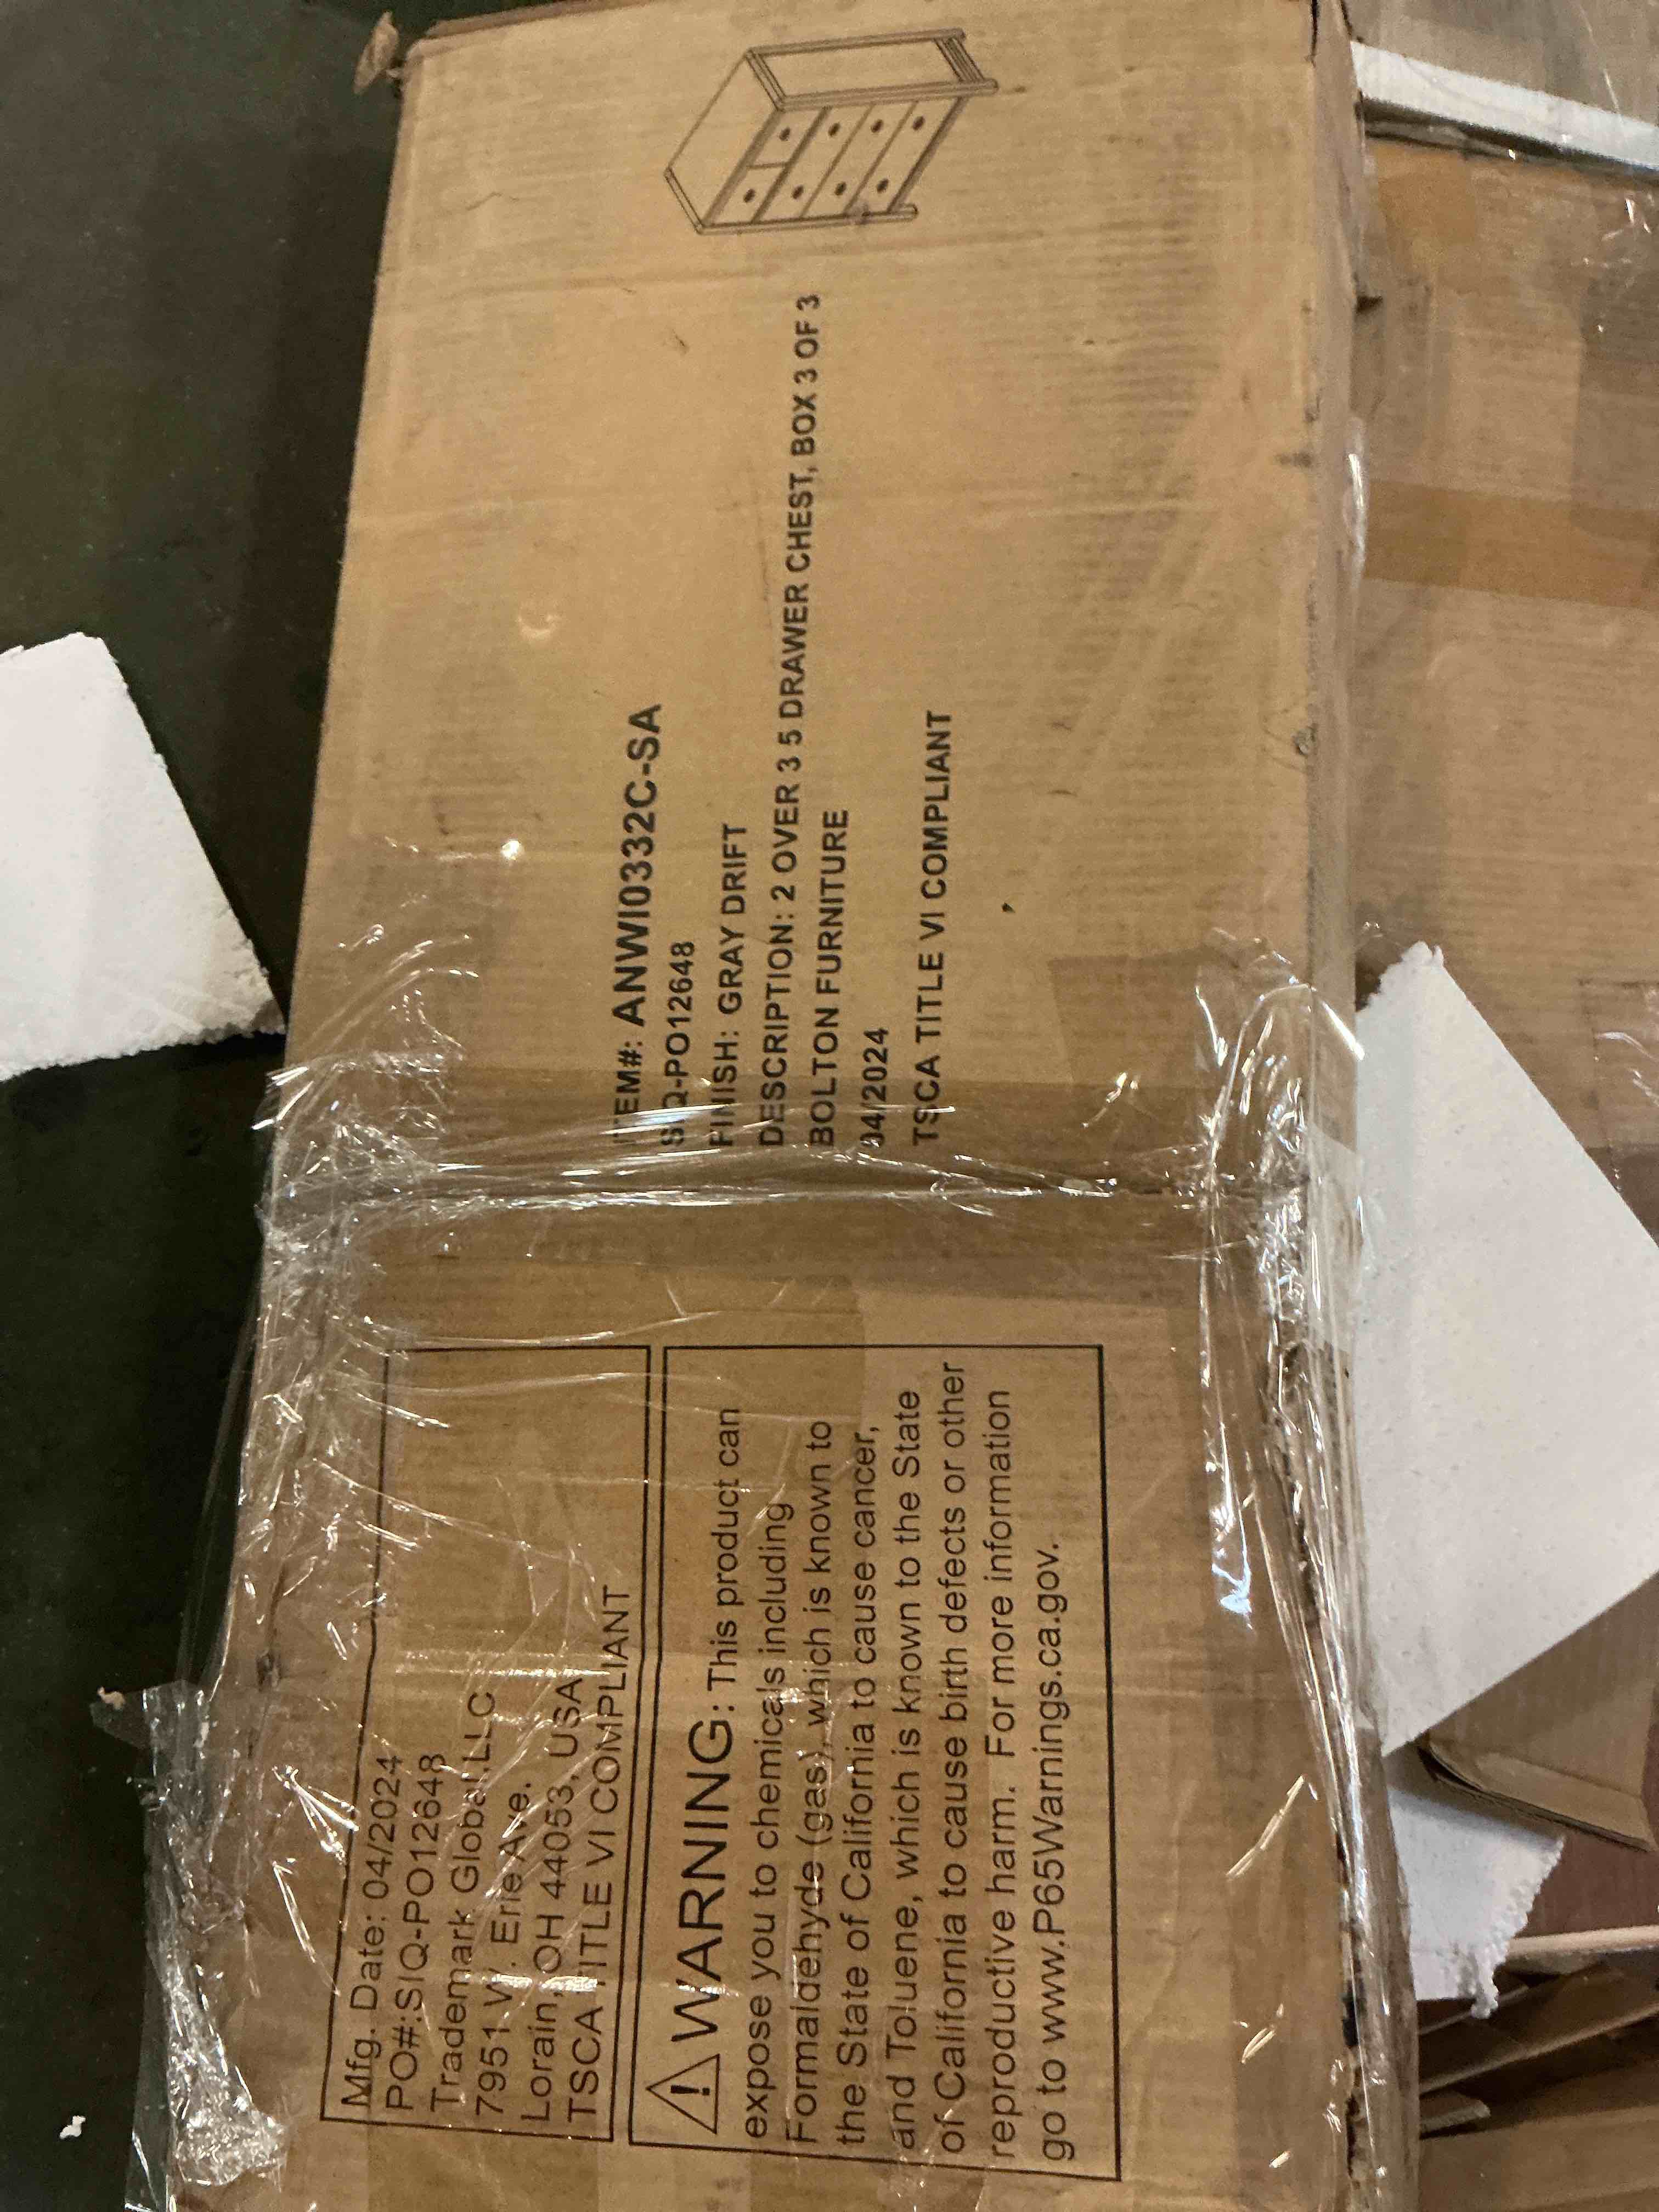 Mfg. Date: 04/2024
PO#:SIQ-PO12648
Trademark Global LLC
7951 W. Erie Ave.
Lorain, OH 44053, USA
TSCA TITLE VI COMPLIANT
WARNING: This product can
expose you to chemicals including
Formaldehyde (gas), which is known to
the State of California to cause cancer,
and Toluene, which is known to the State
of California to cause birth defects or other
reproductive harm. For more information
go to www.P65Warnings.ca.gov.
ITEM#: ANWI0332C-SA
SIQ-PO12648
FINISH: GRAY DRIFT
DESCRIPTION: 2 OVER 3 5 DRAWER CHEST, BOX 3 OF 3
BOLTON FURNITURE
04/2024
TSCA TITLE VI COMPLIANT